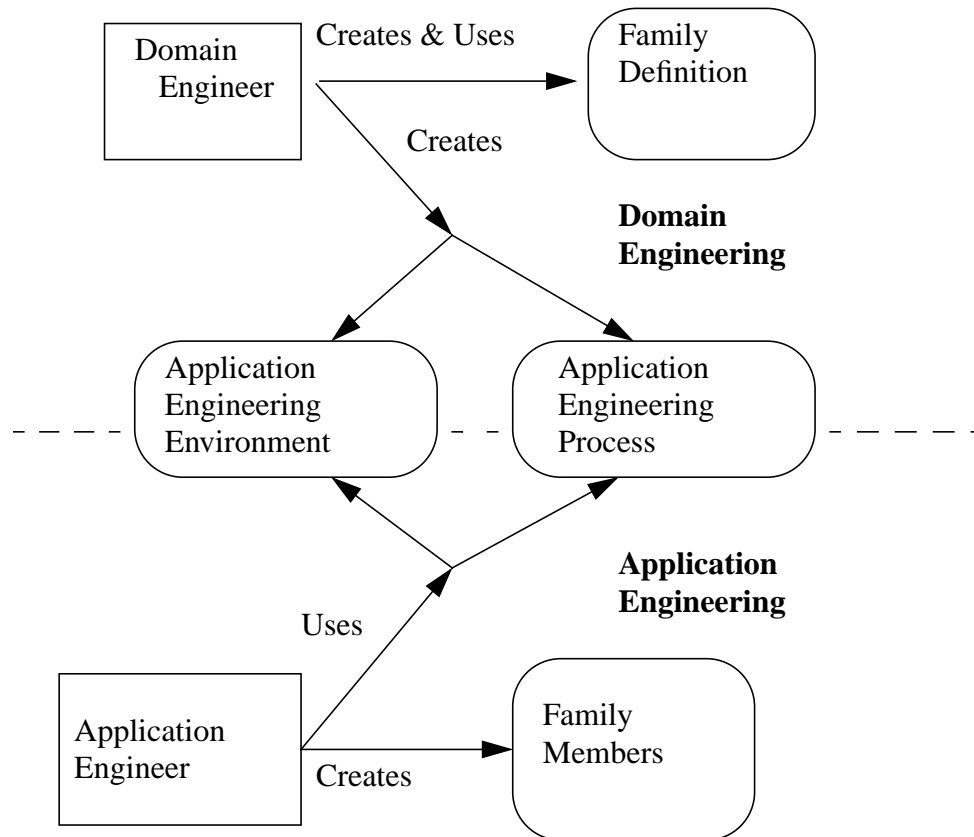 Domain
Engineer
Creates & Uses
Family
Definition
Creates
Domain
Engineering
Application
Engineering
Environment
Application
Engineering
Process
Application
Engineering
Uses
Application
Engineer
Creates
Family
Members